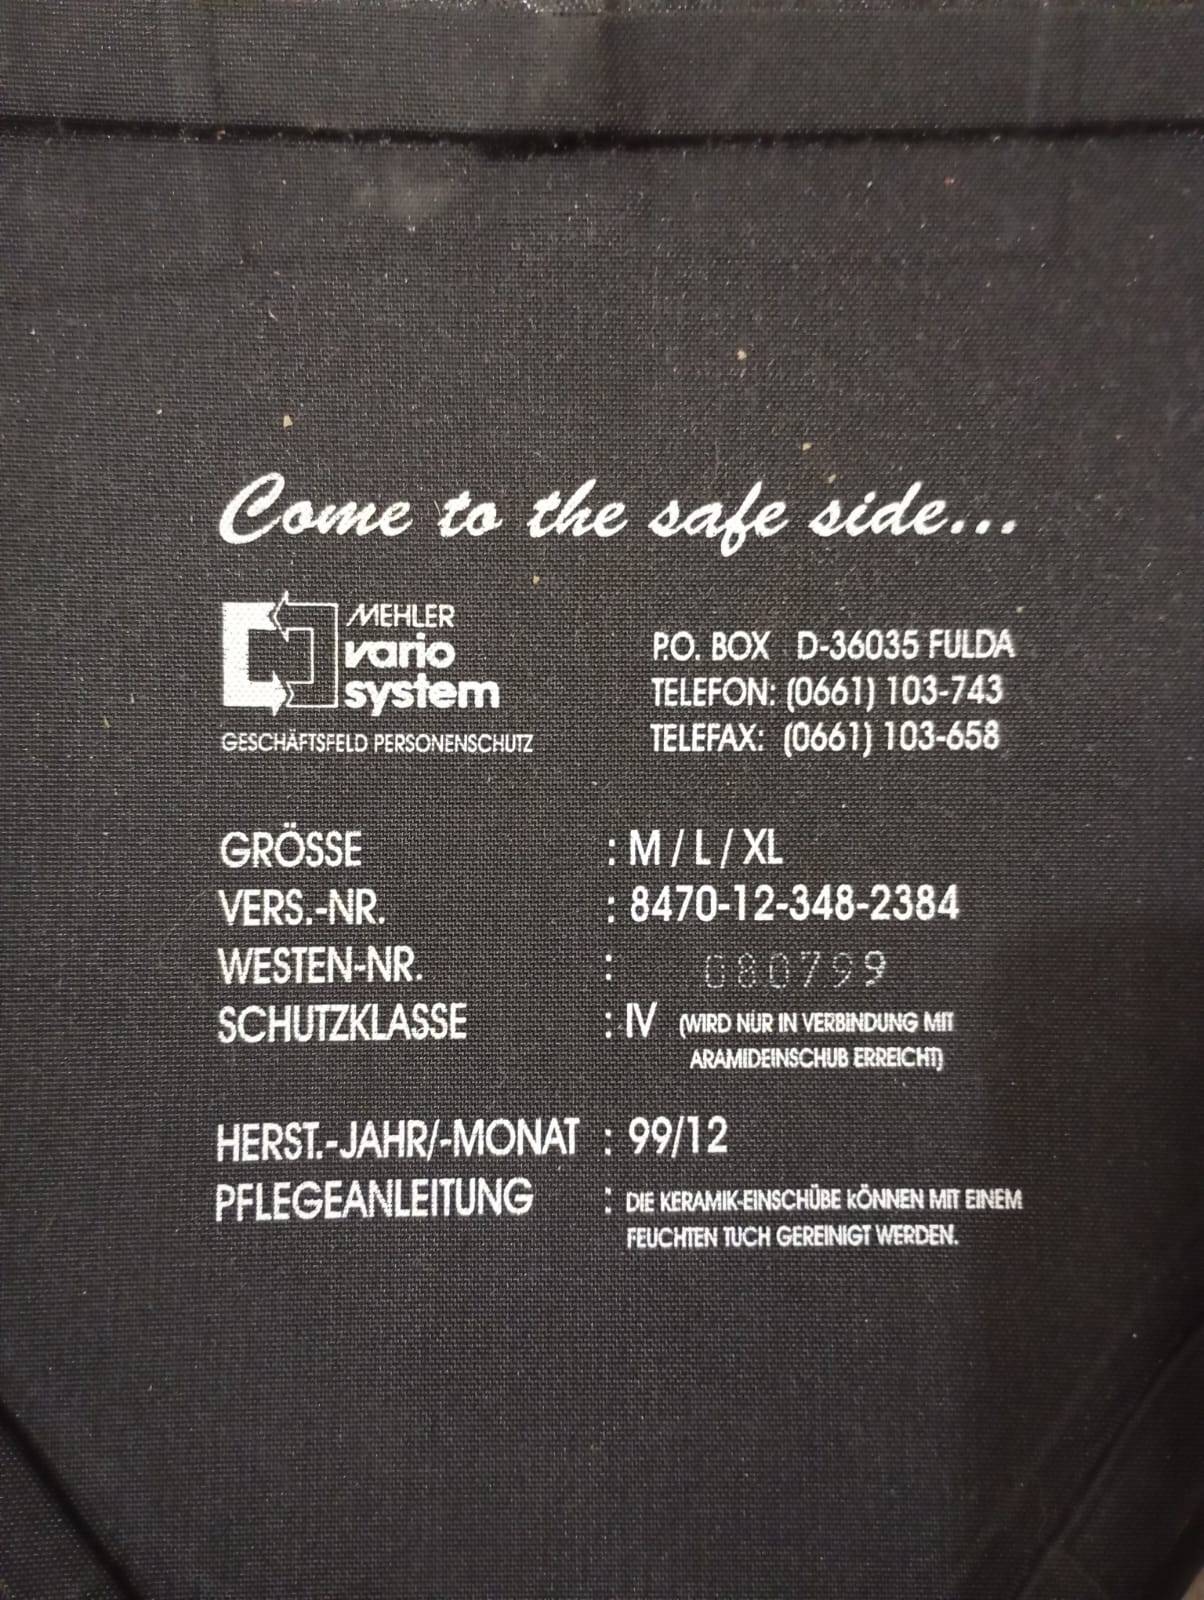 Come to the safe side...
MEHLER
vario
system
GESCHÄFTSFELD PERSONENSCHUTZ
P.O. BOX D-36035 FULDA
TELEFON: (0661) 103-743
TELEFAX: (0661) 103-658
GRÖSSE : M / L / XL
VERS.-NR. : 8470-12-348-2384
WESTEN-NR. : G80799
SCHUTZKLASSE : IV (WIRD NUR IN VERBINDUNG MIT
ARAMIDEINSCHUB ERREICHT)
HERST.-JAHR/-MONAT : 99/12
PFLEGEANLEITUNG : DIE KERAMIK-EINSCHÜBE kÖNNEN MIT EINEM
FEUCHTEN TUCH GEREINIGT WERDEN.